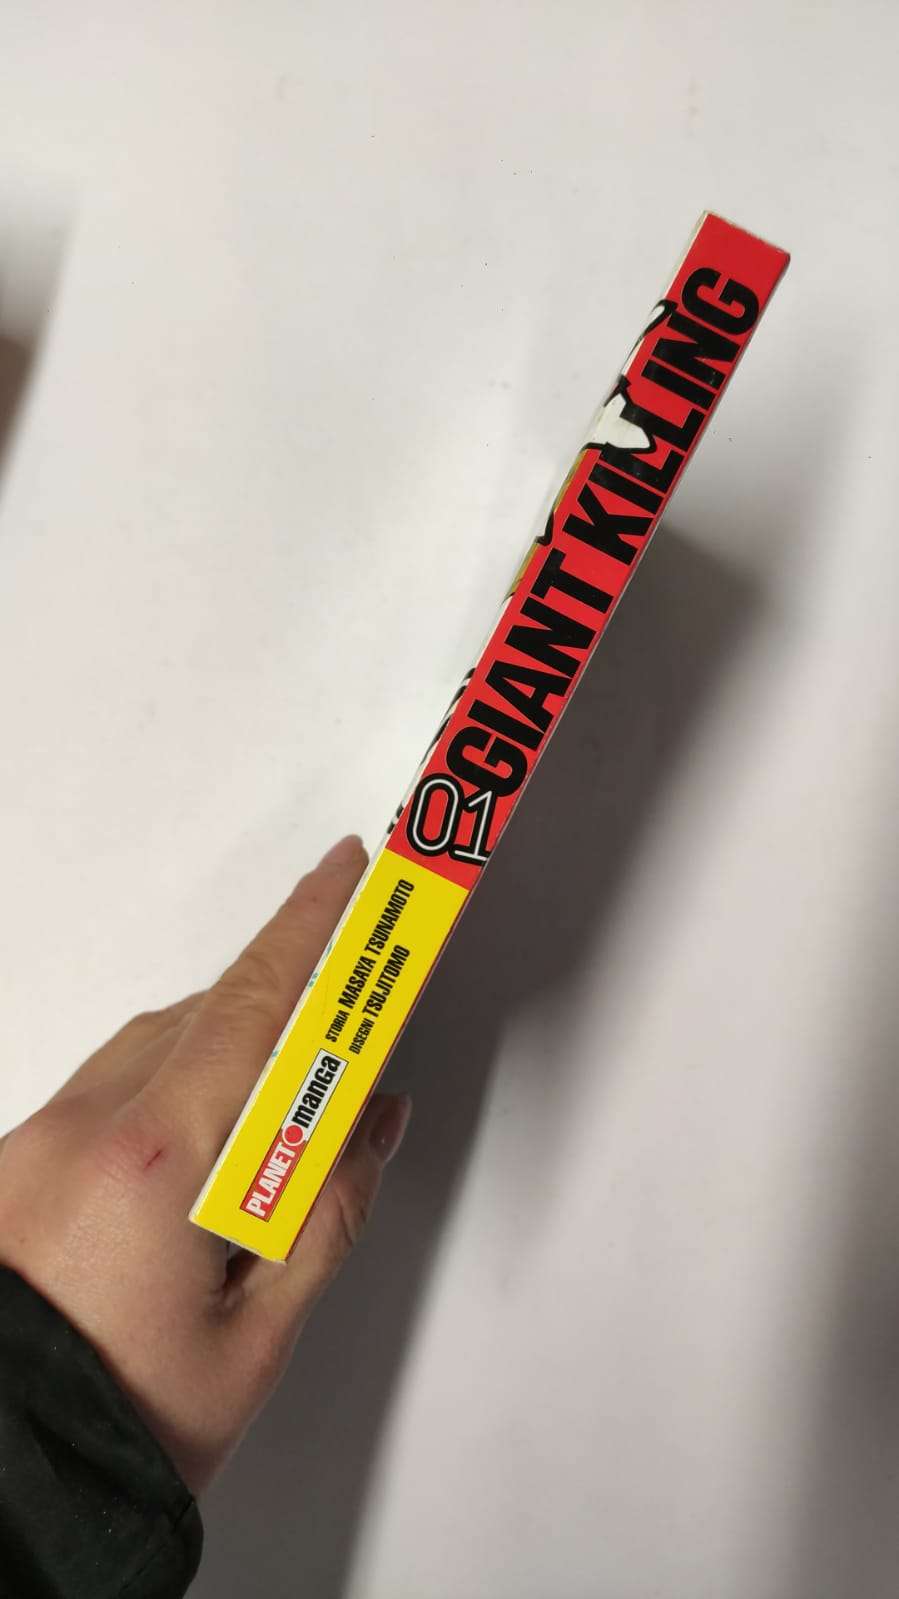 GIANT KILLING
01
STORIA MASAYA TSUNAMOTO
DISEGNI TSUJITOMO
PLANET manga